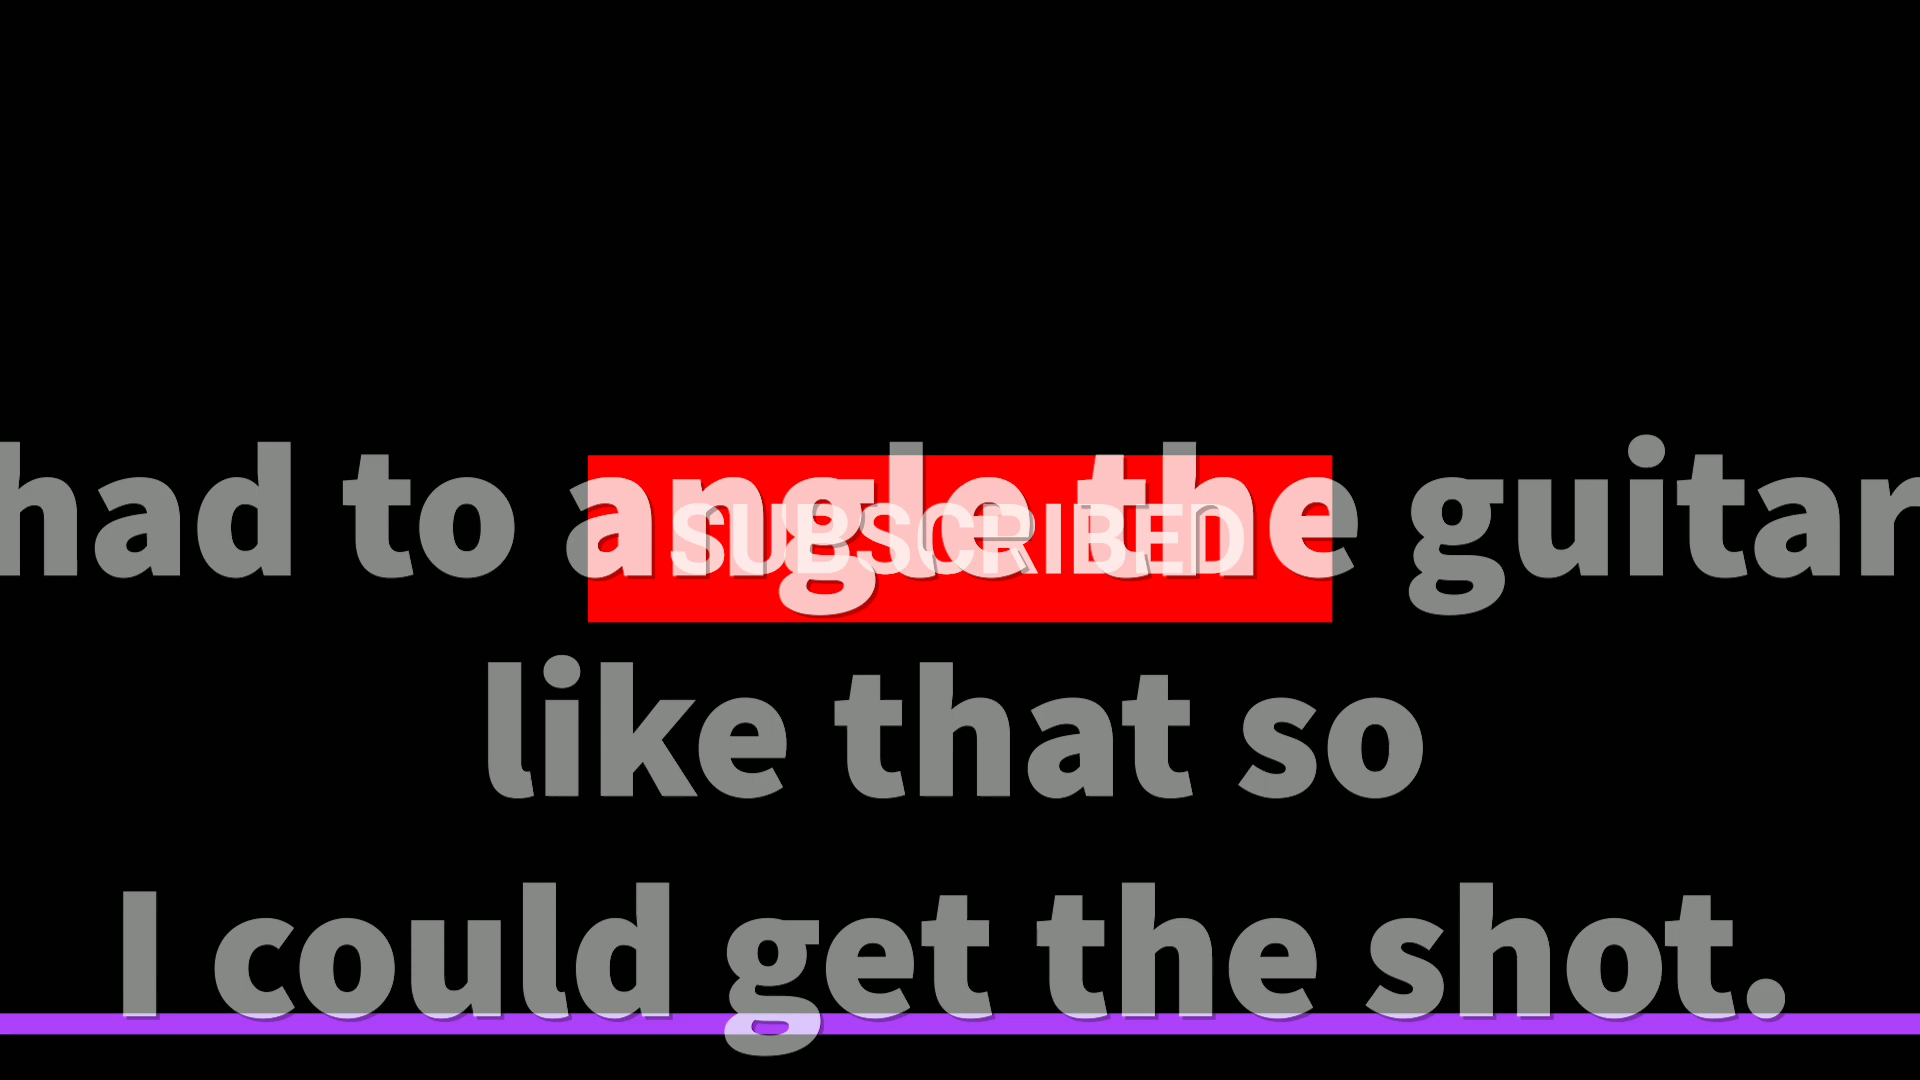 had to angle the guitar
SUBSCRIBED
like that so
I could get the shot.